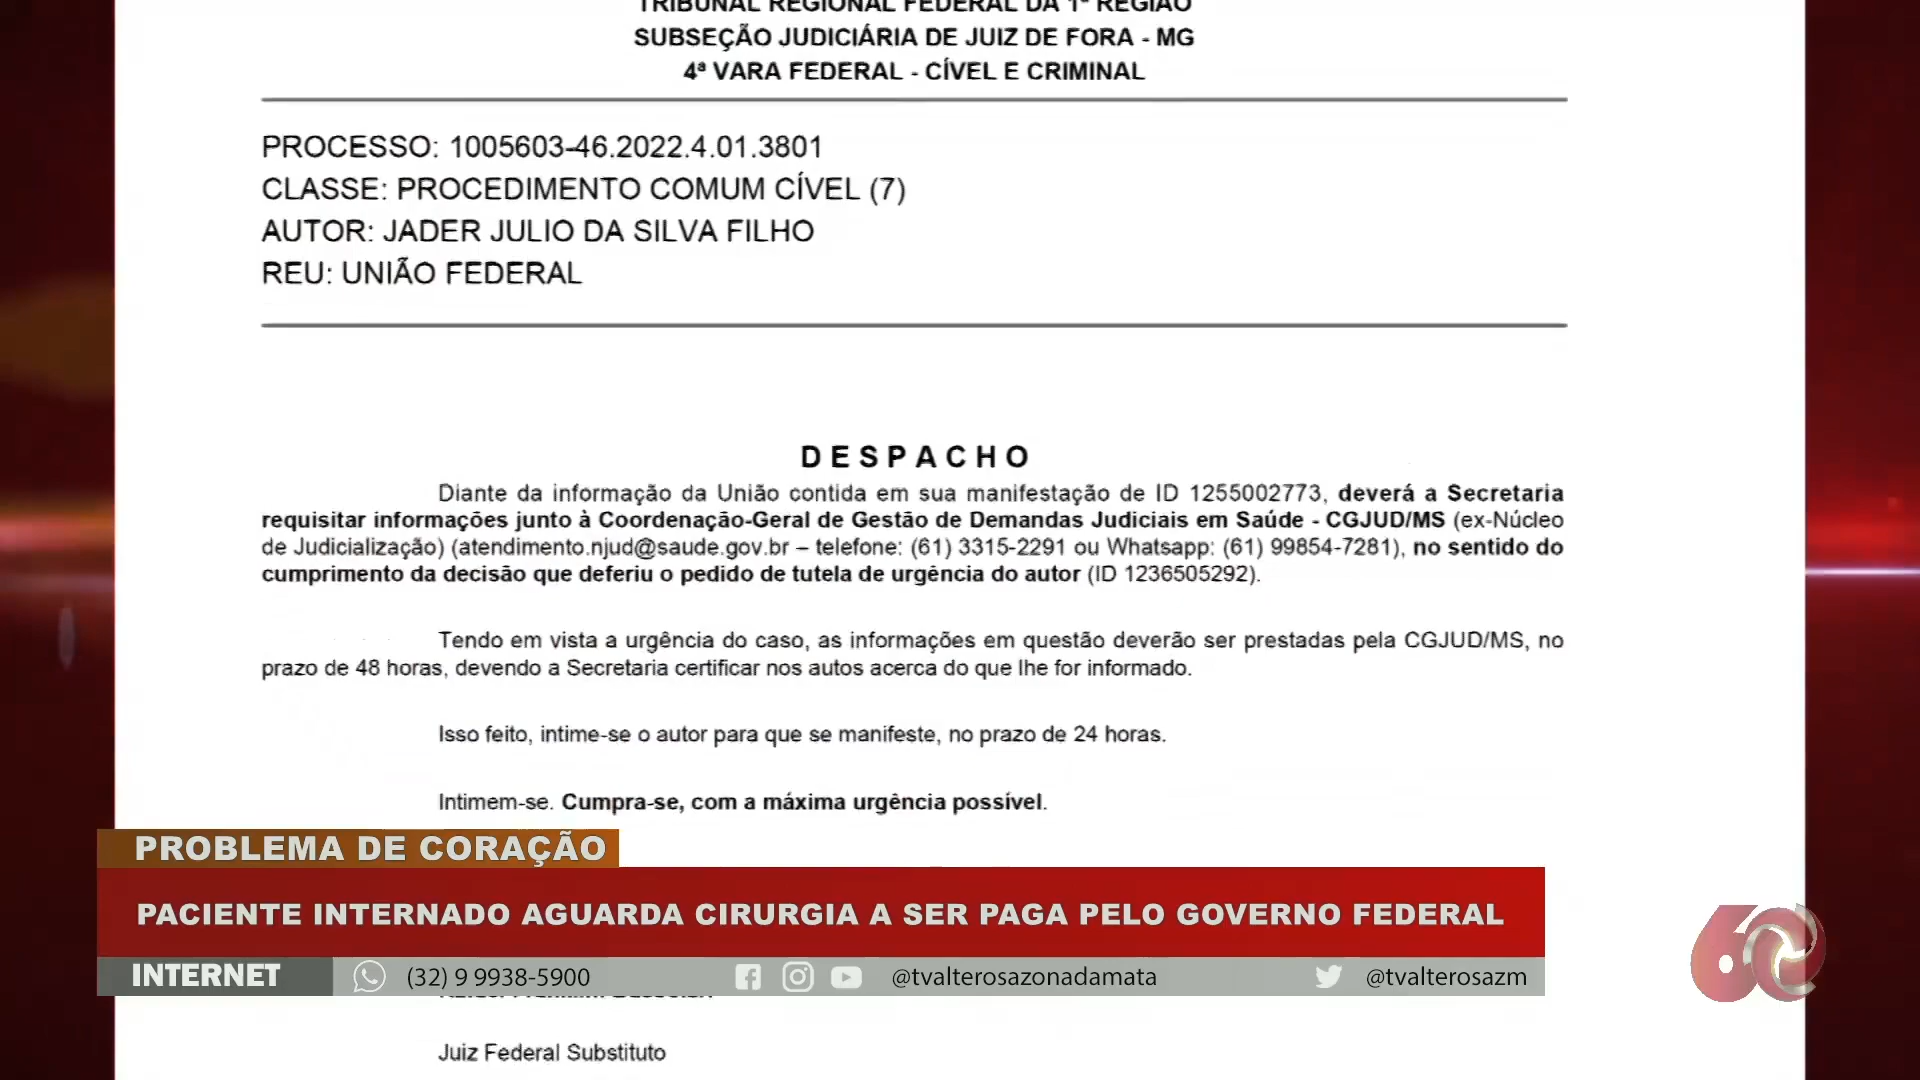 TRIBUNAL REGIONAL FEDERAL DA 1ª REGIÃO
SUBSEÇÃO JUDICIÁRIA DE JUIZ DE FORA - MG
4ª VARA FEDERAL - CÍVEL E CRIMINAL
PROCESSO: 1005603-46.2022.4.01.3801
CLASSE: PROCEDIMENTO COMUM CÍVEL (7)
AUTOR: JADER JULIO DA SILVA FILHO
REU: UNIÃO FEDERAL
DESPACHO
Diante da informação da União contida em sua manifestação de ID 1255002773, deverá a Secretaria
requisitar informações junto à Coordenação-Geral de Gestão de Demandas Judiciais em Saúde - CGJUD/MS (ex-Núcleo
de Judicialização) (atendimento.njud@saude.gov.br – telefone: (61) 3315-2291 ou Whatsapp: (61) 99854-7281), no sentido do
cumprimento da decisão que deferiu o pedido de tutela de urgência do autor (ID 1236505292).
Tendo em vista a urgência do caso, as informações em questão deverão ser prestadas pela CGJUD/MS, no
prazo de 48 horas, devendo a Secretaria certificar nos autos acerca do que lhe for informado.
Isso feito, intime-se o autor para que se manifeste, no prazo de 24 horas.
Intimem-se. Cumpra-se, com a máxima urgência possível.
PROBLEMA DE CORAÇÃO
PACIENTE INTERNADO AGUARDA CIRURGIA A SER PAGA PELO GOVERNO FEDERAL
INTERNET (32) 9 9938-5900 @tvalterosazonadamata @tvalterosazm
Juiz Federal Substituto